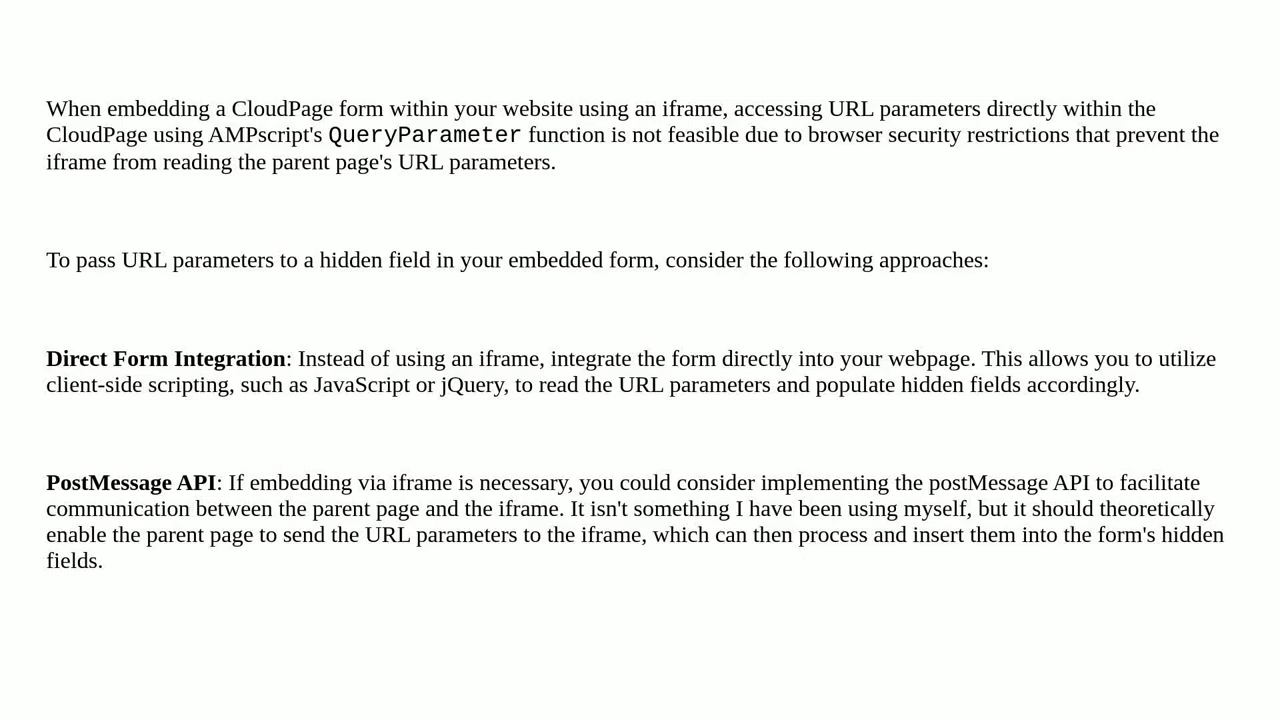 When embedding a CloudPage form within your website using an iframe, accessing URL parameters directly within the
CloudPage using AMPscript's QueryParameter function is not feasible due to browser security restrictions that prevent the
iframe from reading the parent page's URL parameters.
To pass URL parameters to a hidden field in your embedded form, consider the following approaches:
Direct Form Integration: Instead of using an iframe, integrate the form directly into your webpage. This allows you to utilize
client-side scripting, such as JavaScript or jQuery, to read the URL parameters and populate hidden fields accordingly.
PostMessage API: If embedding via iframe is necessary, you could consider implementing the postMessage API to facilitate
communication between the parent page and the iframe. It isn't something I have been using myself, but it should theoretically
enable the parent page to send the URL parameters to the iframe, which can then process and insert them into the form's hidden
fields.